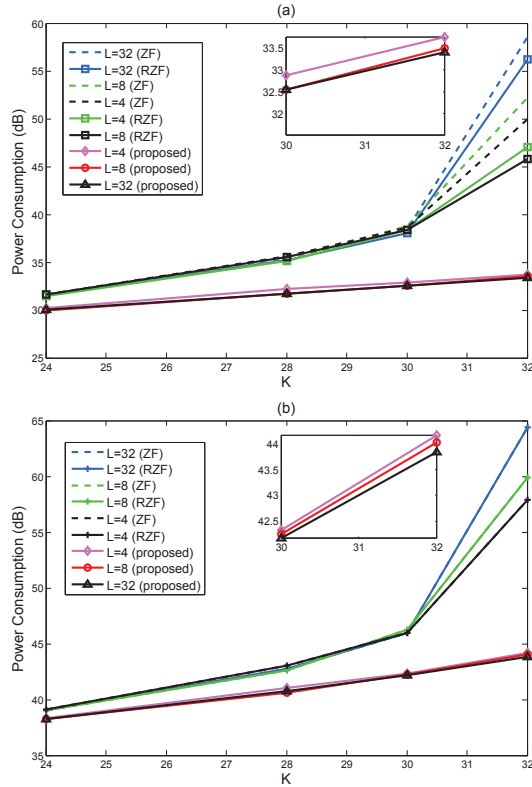 (a)
60
55
50
45
40
35
30
25
Power Consumption (dB)
L=32 (ZF)
L=32 (RZF)
L=8 (ZF)
L=4 (ZF)
L=4 (RZF)
L=8 (RZF)
L=4 (proposed)
L=8 (proposed)
L=32 (proposed)
33.5
33
32.5
32
30 31 32
24 25 26 27 28 29 30 31 32
K
(b)
65
60
55
50
45
40
35
Power Consumption (dB)
L=32 (ZF)
L=32 (RZF)
L=8 (ZF)
L=8 (RZF)
L=4 (ZF)
L=4 (RZF)
L=4 (proposed)
L=8 (proposed)
L=32 (proposed)
44
43.5
43
42.5
30 31 32
24 25 26 27 28 29 30 31 32
K